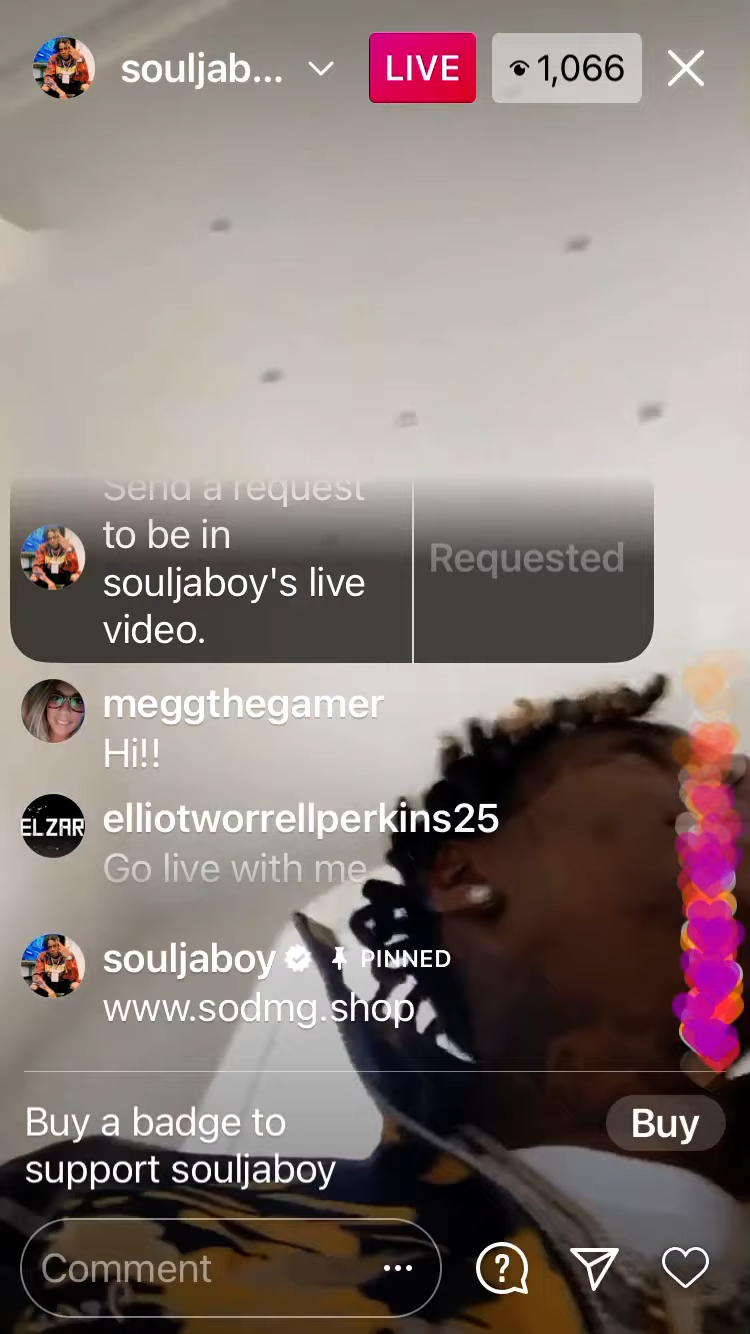 souljab...
LIVE
1,066
Send a request
to be in
souljaboy's live
video.
Requested
meggthegamer
Hi!!
ELZAR
elliotworrellperkins25
Go live with me
souljaboy PINNED
www.sodmg.shop
Buy a badge to
support souljaboy
Buy
Comment